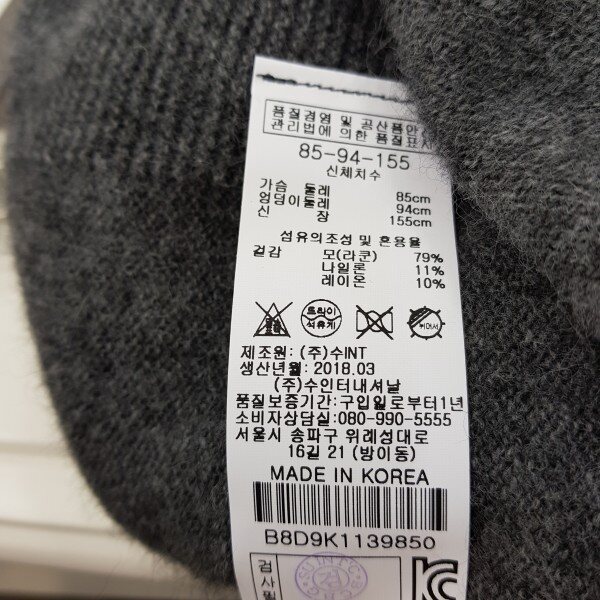 품질경영 및 공산품안전
관리법에 의한 품질표시
85-94-155
신체치수
가슴 둘레 85cm
엉덩이둘레 94cm
신 장 155cm
섬유의조성 및 혼용율
겉감 모(라쿤) 79%
나일론 11%
레이온 10%
드라이
석유계
제조원: (주)수INT
생산년월: 2018.03
(주)수인터내셔날
품질보증기간: 구입일로부터1년
소비자상담실: 080-990-5555
서울시 송파구 위례성대로
16길 21 (방이동)
MADE IN KOREA
B8D9K1139850
검사필